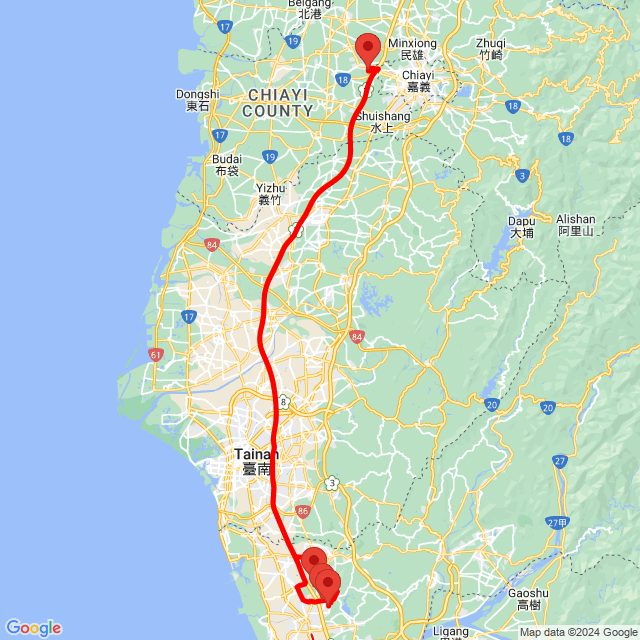 Beigang
北港
17
19
Minxiong
民雄
Zhuqi
竹崎
18
Chiayi
嘉義
Dongshi
東石
CHIAYI
COUNTY
18
Shuishang
水上
17
18
19
3
Budai
布袋
Yizhu
義竹
Dapu
大埔
Alishan
阿里山
84
17
84
61
20
20
8
Tainan
臺南
27
3
86
27甲
Gaoshu
高樹
Liqang
Google
Map data ©2024 Google